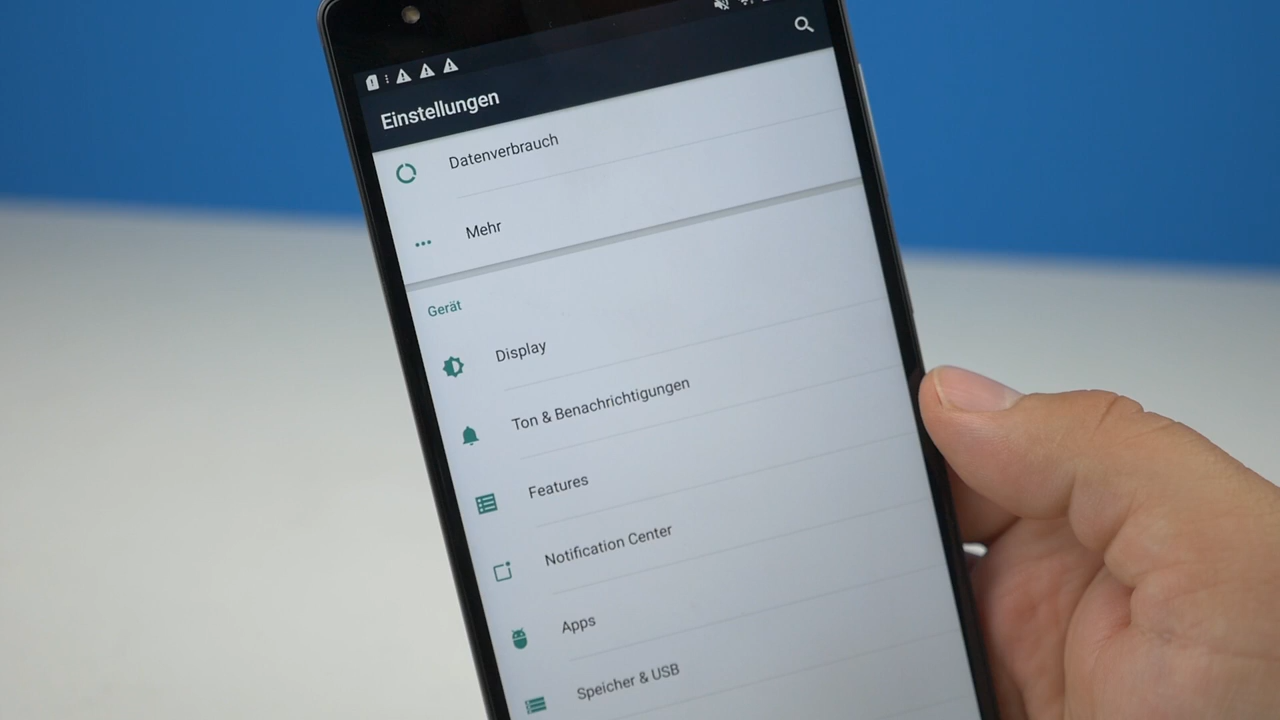 Einstellungen
Datenverbrauch
Mehr
Gerät
Display
Ton & Benachrichtigungen
Features
Notification Center
Apps
Speicher & USB